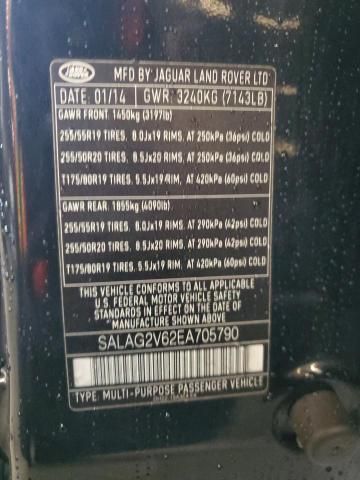 LAND ROVER
MFD BY JAGUAR LAND ROVER LTD
DATE: 01/14 GWR: 3240KG (7143LB)
GAWR FRONT: 1450kg (3197lb)
255/55R19 TIRES, 8.0Jx19 RIMS, AT 250kPa (36psi) COLD
255/50R20 TIRES, 8.5Jx20 RIMS, AT 250kPa (36psi) COLD
T175/80R19 TIRES, 5.5Jx19 RIM, AT 420kPa (60psi) COLD
GAWR REAR: 1855kg (4090lb)
255/55R19 TIRES, 8.0Jx19 RIMS, AT 290kPa (42psi) COLD
255/50R20 TIRES, 8.5Jx20 RIMS, AT 290kPa (42psi) COLD
T175/80R19 TIRES, 5.5Jx19 RIM, AT 420kPa (60psi) COLD
THIS VEHICLE CONFORMS TO ALL APPLICABLE
U.S. FEDERAL MOTOR VEHICLE SAFETY
STANDARDS IN EFFECT ON THE
DATE OF MANUFACTURE SHOWN ABOVE
SALAG2V62EA705790
TYPE: MULTI-PURPOSE PASSENGER VEHICLE